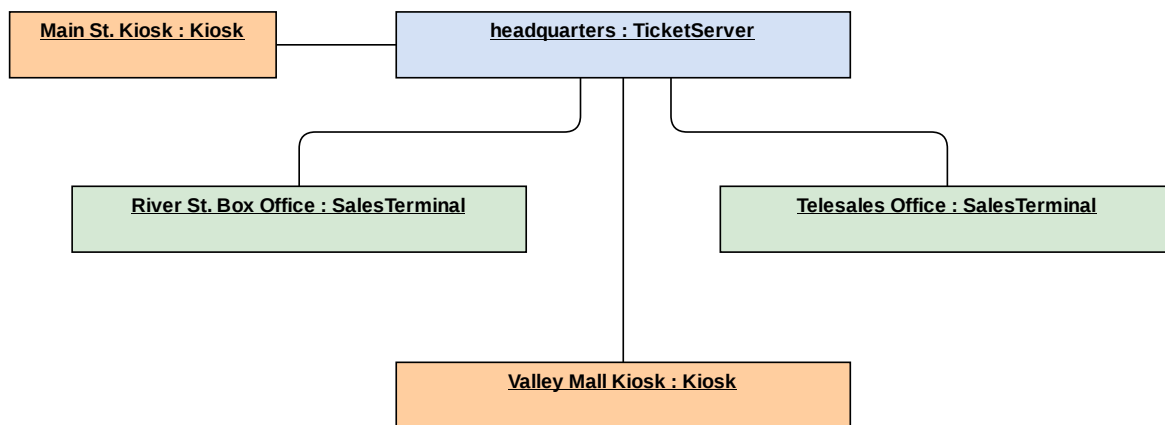 Main St. Kiosk : Kiosk
headquarters : TicketServer
River St. Box Office : SalesTerminal
Telesales Office : SalesTerminal
Valley Mall Kiosk : Kiosk